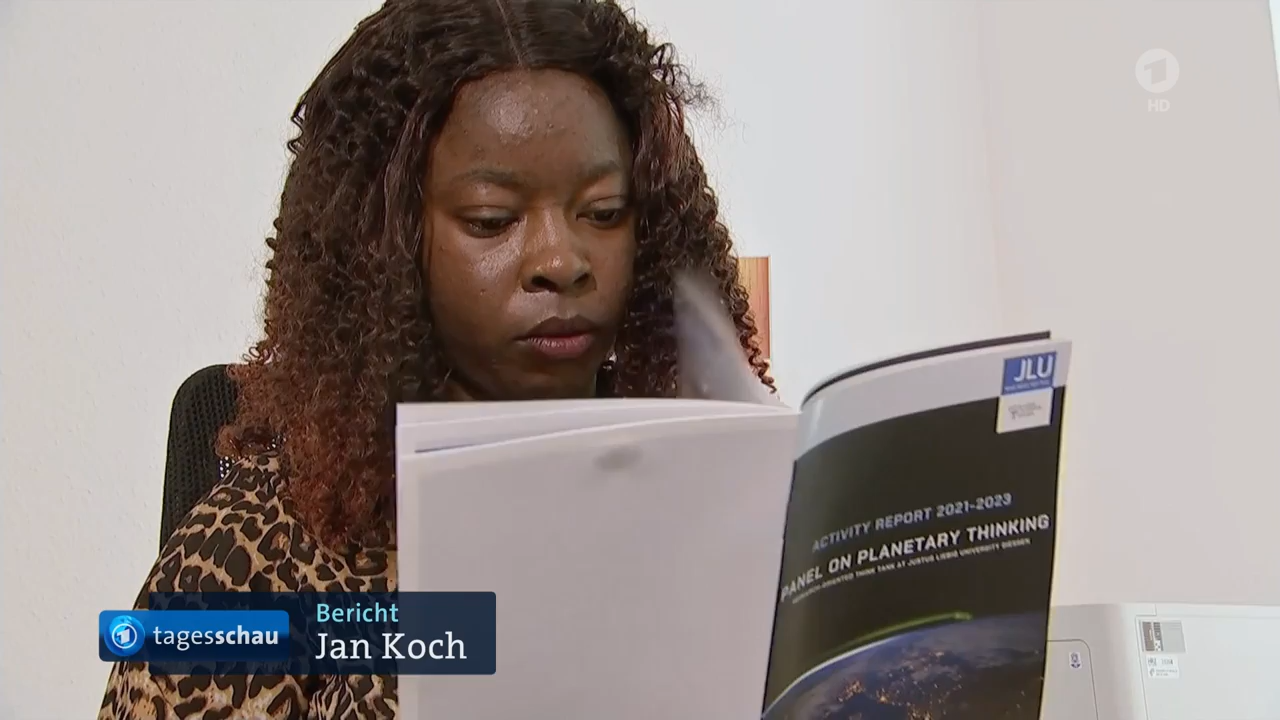 1
HD
JLU
ACTIVITY REPORT 2021-2023
PANEL ON PLANETARY THINKING
RESEARCH-ORIENTED THINK TANK AT JUSTUS LIEBIG UNIVERSITY GIESSEN
1 tagesschau
Bericht
Jan Koch